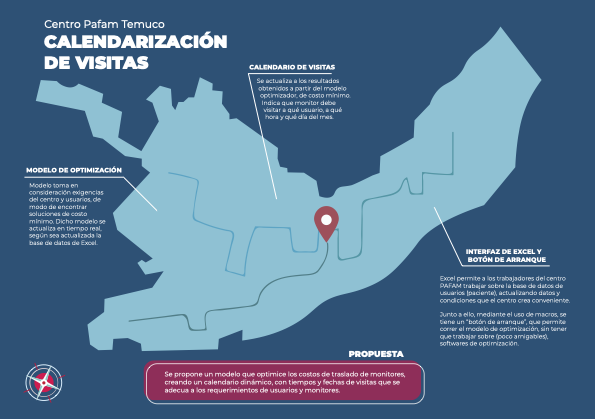 Centro Pafam Temuco
CALENDARIZACIÓN
DE VISITAS
CALENDARIO DE VISITAS
Se actualiza a los resultados
obtenidos a partir del modelo
optimizador, de costo mínimo.
Indica que monitor debe
visitar a qué usuario, a qué
hora y qué día del mes.
MODELO DE OPTIMIZACIÓN
Modelo toma en
consideración exigencias
del centro y usuarios, de
modo de encontrar
soluciones de costo
mínimo. Dicho modelo se
actualiza en tiempo real,
según sea actualizada la
base de datos de Excel.
INTERFAZ DE EXCEL Y
BOTÓN DE ARRANQUE
Excel permite a los trabajadores del centro
PAFAM trabajar sobre la base de datos de
usuarios (paciente), actualizando datos y
condiciones que el centro crea conveniente.
Junto a ello, mediante el uso de macros, se
tiene un "botón de arranque", que permite
correr el modelo de optimización, sin tener
que trabajar sobre (poco amigables),
softwares de optimización.
PROPUESTA
Se propone un modelo que optimice los costos de traslado de monitores,
creando un calendario dinámico, con tiempos y fechas de visitas que se
adecua a los requerimientos de usuarios y monitores.